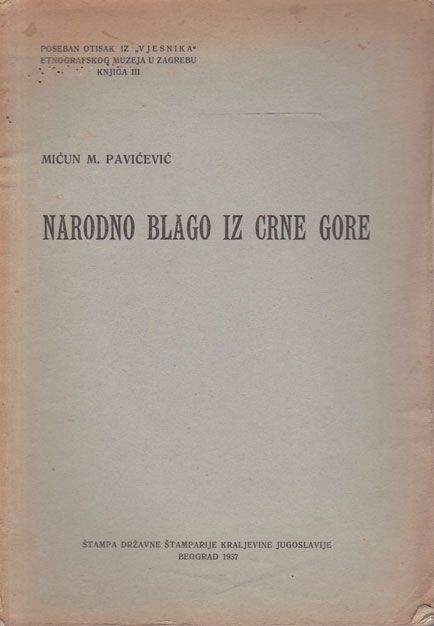 POSEBAN OTISAK IZ „VJESNIKA“
ETNOGRAFSKOG MUZEJA U ZAGREBU
KNJIGA III
MIĆUN M. PAVIĆEVIĆ
NARODNO BLAGO IZ CRNE GORE
ŠTAMPA DRŽAVNE ŠTAMPARIJE KRALJEVINE JUGOSLAVIJE
BEOGRAD 1937